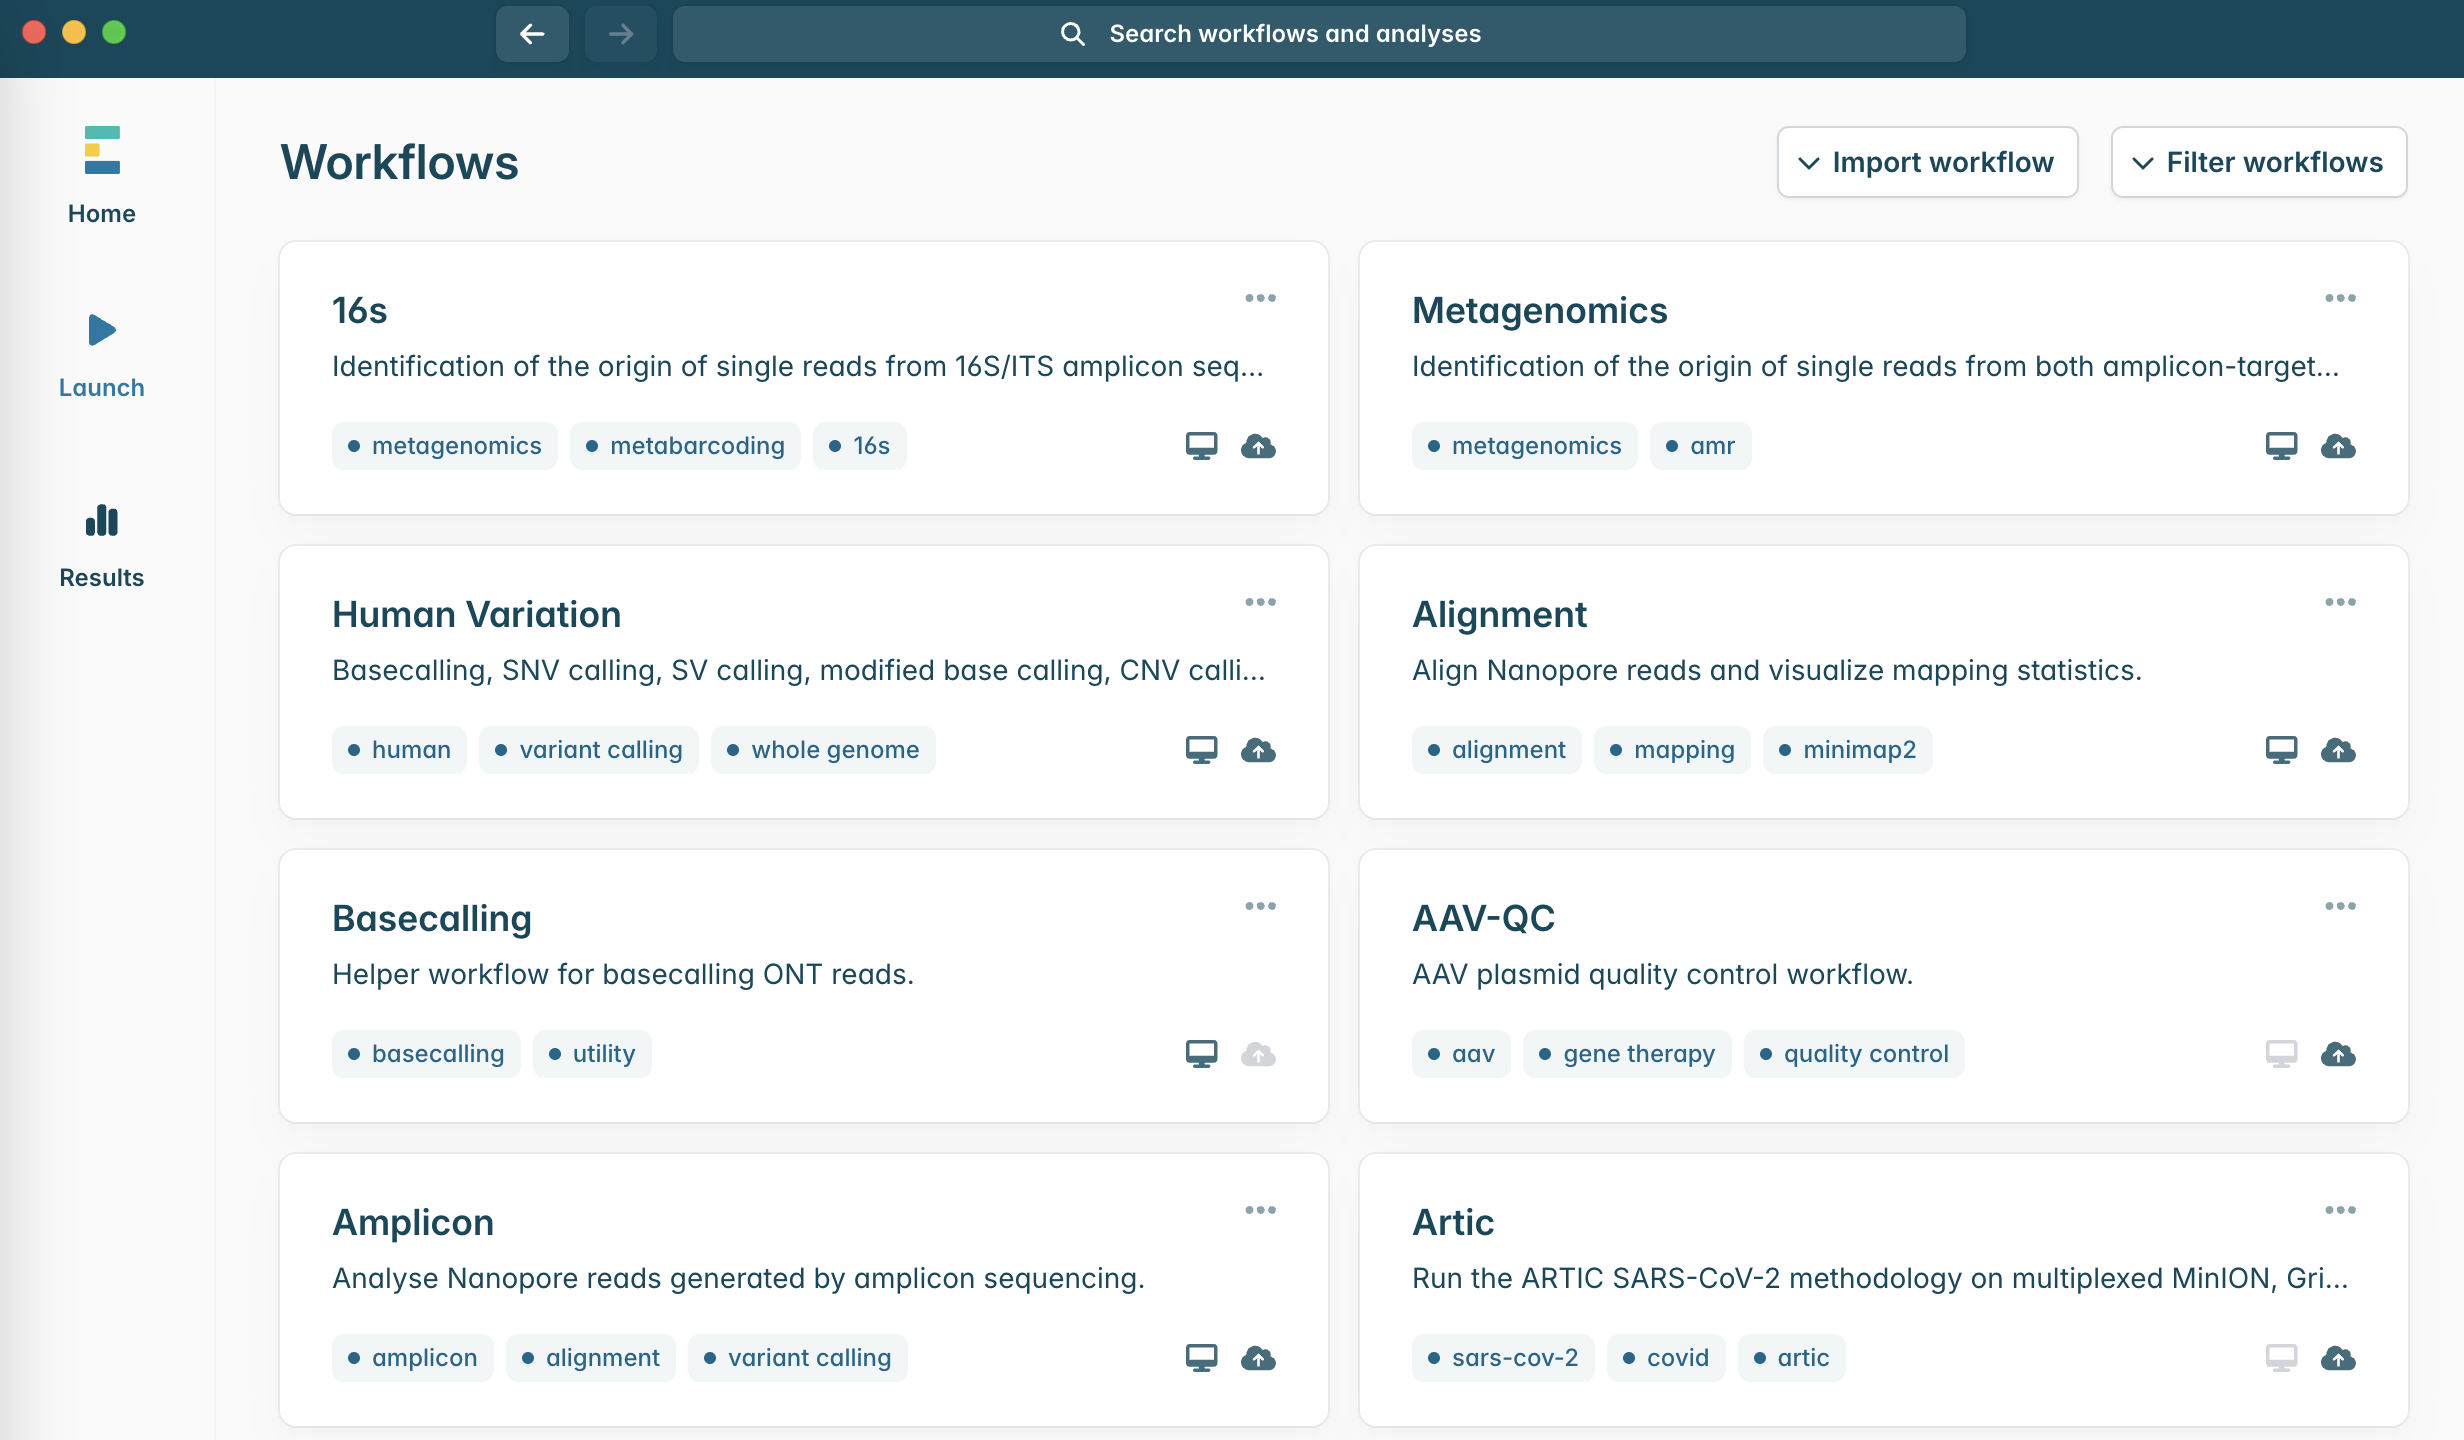 Search workflows and analyses
Home
Launch
Results
Workflows
Import workflow
Filter workflows
16s
Identification of the origin of single reads from 16S/ITS amplicon seq...
metagenomics
metabarcoding
16s
Metagenomics
Identification of the origin of single reads from both amplicon-target...
metagenomics
amr
Human Variation
Basecalling, SNV calling, SV calling, modified base calling, CNV calli...
human
variant calling
whole genome
Alignment
Align Nanopore reads and visualize mapping statistics.
alignment
mapping
minimap2
Basecalling
Helper workflow for basecalling ONT reads.
basecalling
utility
AAV-QC
AAV plasmid quality control workflow.
aav
gene therapy
quality control
Amplicon
Analyse Nanopore reads generated by amplicon sequencing.
amplicon
alignment
variant calling
Artic
Run the ARTIC SARS-CoV-2 methodology on multiplexed MinION, Gri...
sars-cov-2
covid
artic